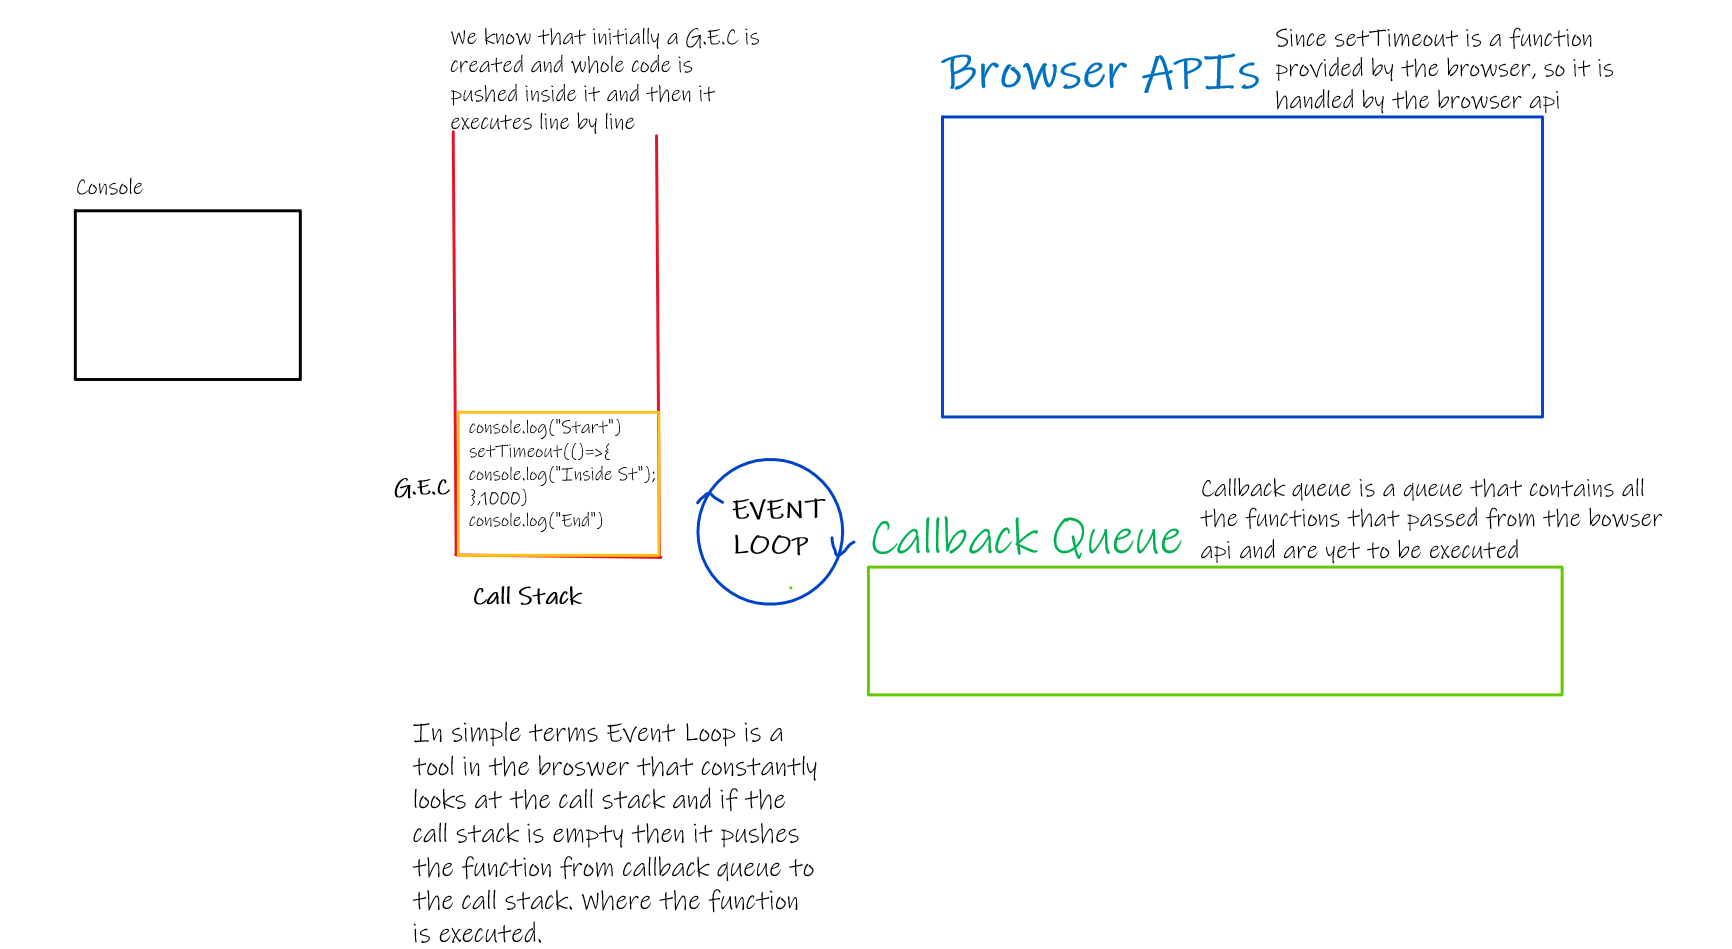 We know that initially a G.E.C is
created and whole code is
pushed inside it and then it
executes line by line
Browser APIs
Since setTimeout is a function
provided by the browser, so it is
handled by the browser api
Console
console.log("Start")
setTimeout(()=>{
console.log("Inside St");
},1000)
console.log("End")
G.E.C
Call Stack
EVENT
LOOP
Callback Queue
Callback queue is a queue that contains all
the functions that passed from the bowser
api and are yet to be executed
In simple terms Event Loop is a
tool in the broswer that constantly
looks at the call stack and if the
call stack is empty then it pushes
the function from callback queue to
the call stack. Where the function
is executed.